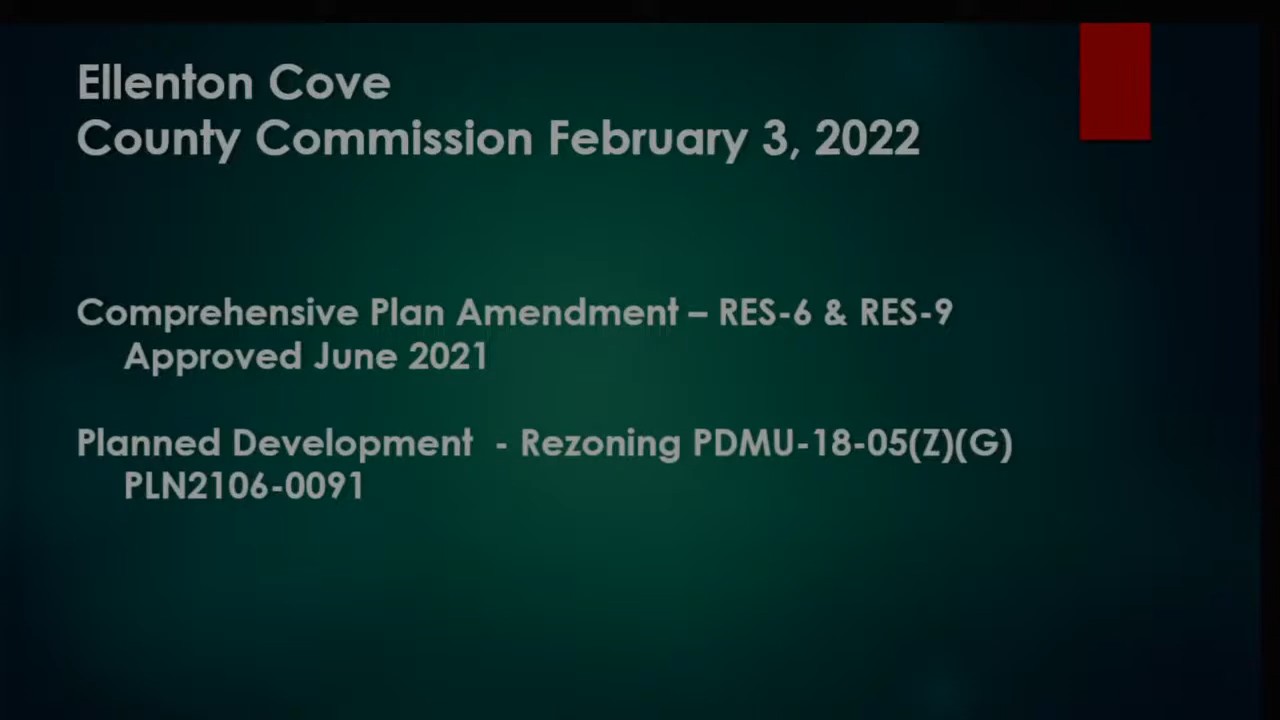 Ellenton Cove
County Commission February 3, 2022
Comprehensive Plan Amendment – RES-6 & RES-9
Approved June 2021
Planned Development - Rezoning PDMU-18-05(Z)(G)
PLN2106-0091